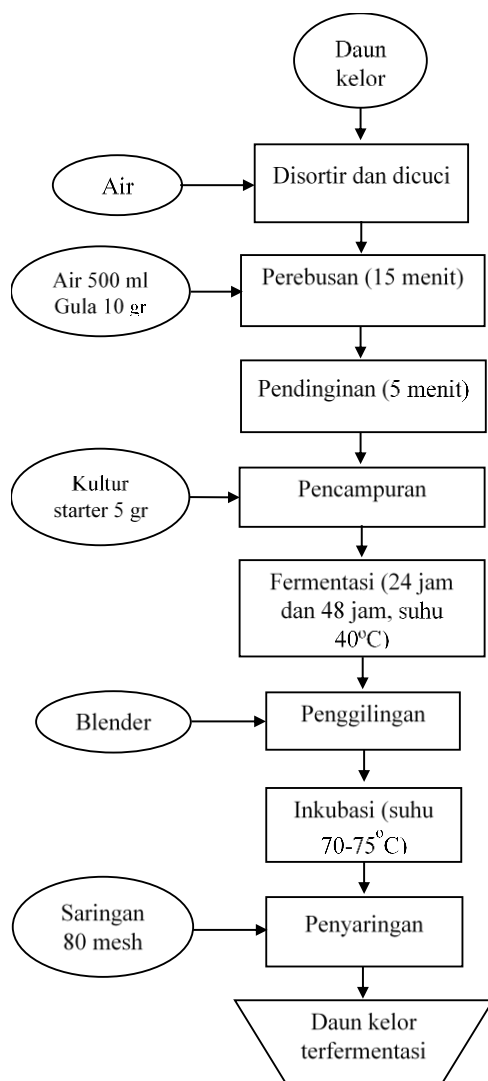 Daun
kelor
Air
Disortir dan dicuci
Air 500 ml
Gula 10 gr
Perebusan (15 menit)
Pendinginan (5 menit)
Kultur
starter 5 gr
Pencampuran
Fermentasi (24 jam
dan 48 jam, suhu
40⁰C)
Blender
Penggilingan
Inkubasi (suhu
70-75⁰C)
Saringan
80 mesh
Penyaringan
Daun kelor
terfermentasi